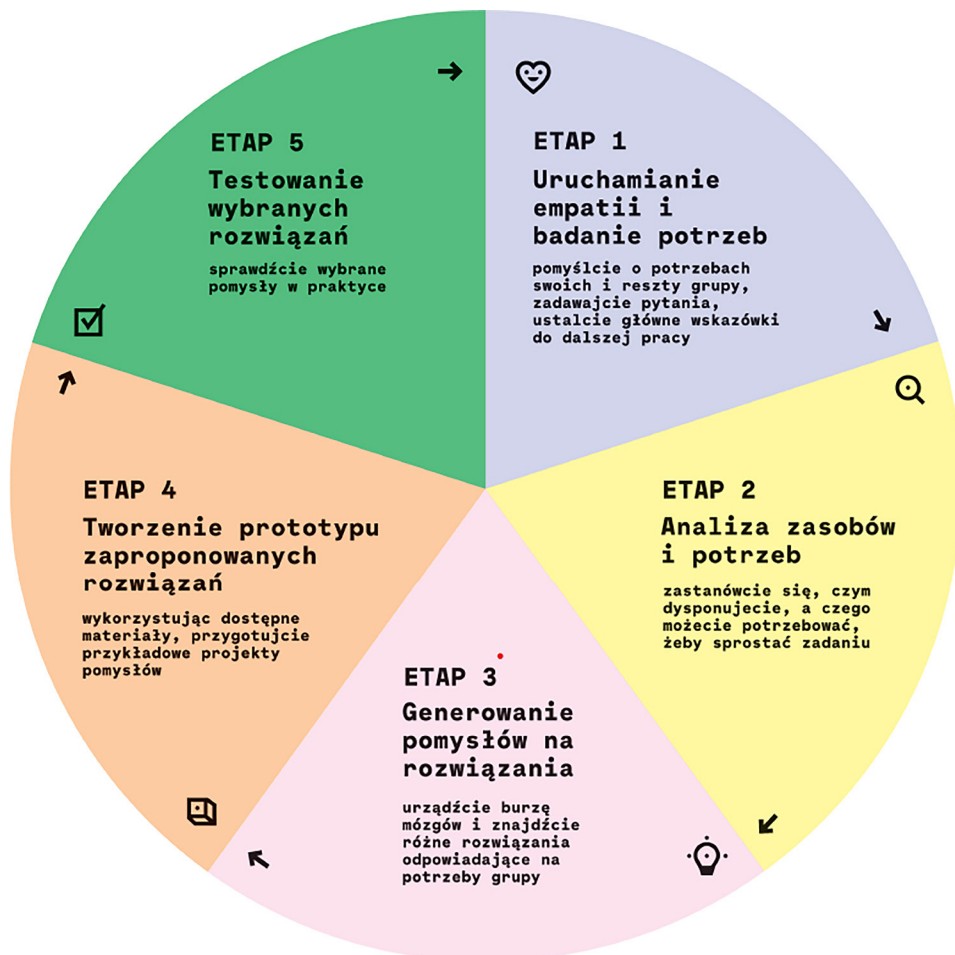 ETAP 1
Uruchamianie
empatii i
badanie potrzeb
pomyślcie o potrzebach
swoich i reszty grupy,
zadawajcie pytania,
ustalcie główne wskazówki
do dalszej pracy
ETAP 2
Analiza zasobów
i potrzeb
zastanówcie się, czym
dysponujecie, a czego
możecie potrzebować,
żeby sprostać zadaniu
ETAP 3
Generowanie
pomysłów na
rozwiązania
urządźcie burzę
mózgów i znajdźcie
różne rozwiązania
odpowiadające na
potrzeby grupy
ETAP 4
Tworzenie prototypu
zaproponowanych
rozwiązań
wykorzystując dostępne
materiały, przygotujcie
przykładowe projekty
pomysłów
ETAP 5
Testowanie
wybranych
rozwiązań
sprawdźcie wybrane
pomysły w praktyce